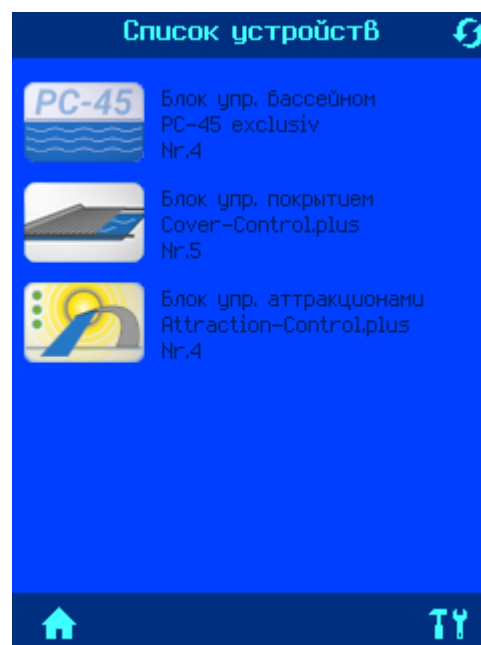 Список устройств
PC-45
Блок упр. бассейном
PC-45 exclusiv
Nr.4
Блок упр. покрытием
Cover-Control.plus
Nr.5
Блок упр. аттракционами
Attraction-Control.plus
Nr.4